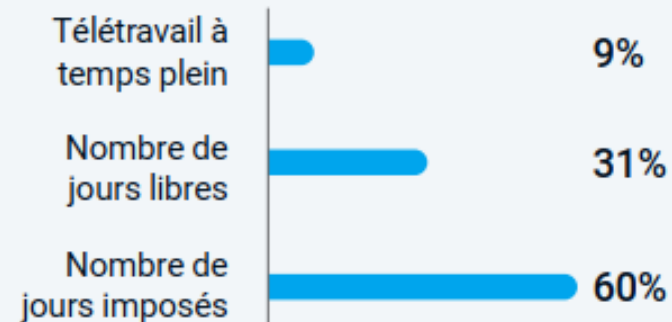 Télétravail à
temps plein
9%
Nombre de
jours libres
31%
Nombre de
jours imposés
60%